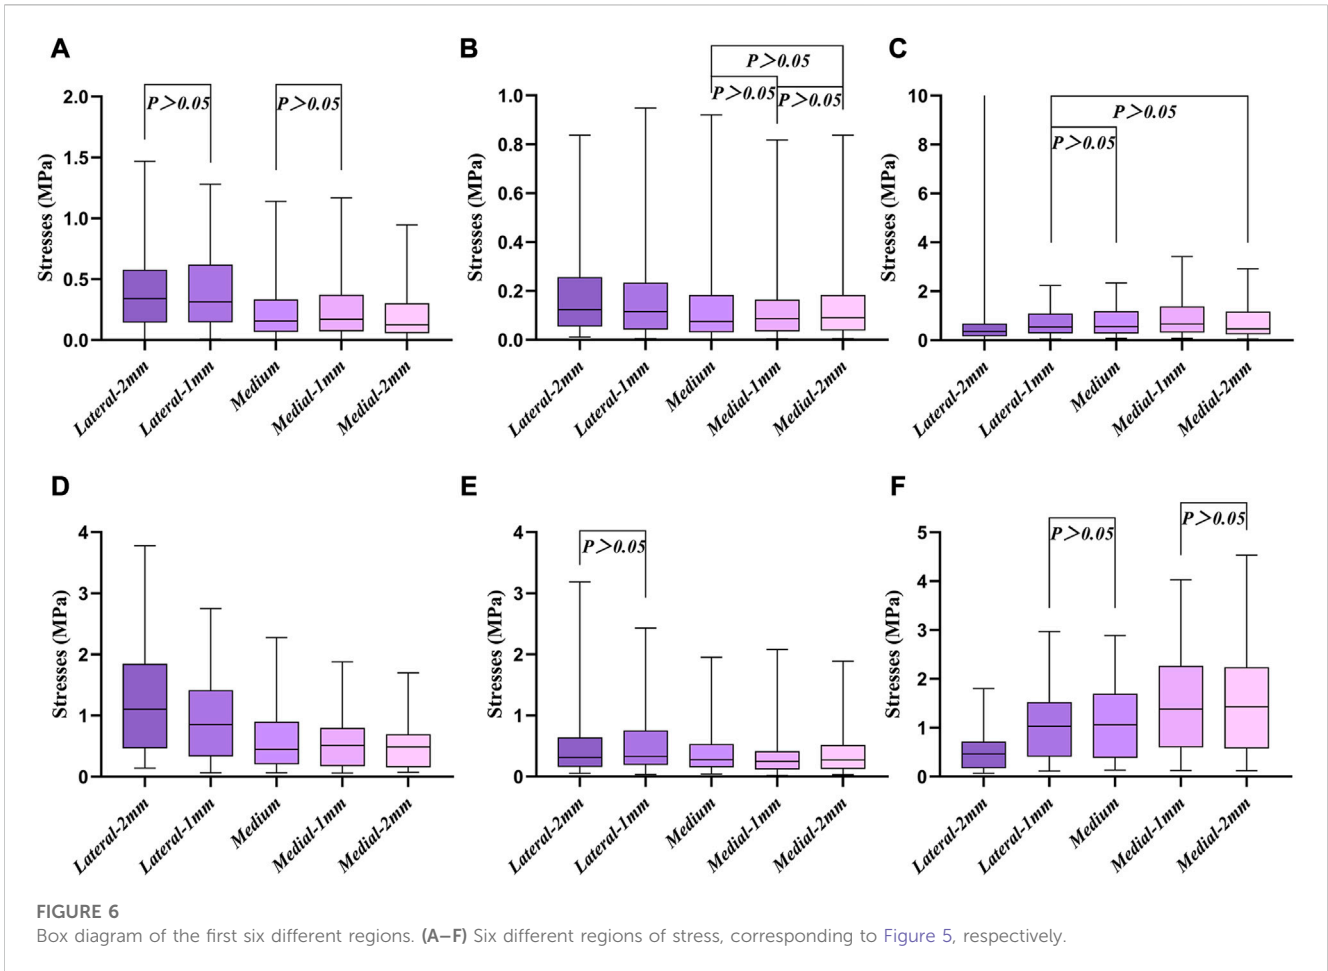 A
B
C
P＞0.05
P＞0.05
P＞0.05
P＞0.05
P＞0.05
P＞0.05
P＞0.05
Stresses (MPa)
2.0
1.5
1.0
0.5
0.0
Lateral-2mm
Lateral-1mm
Medium
Medial-1mm
Medial-2mm
Stresses (MPa)
1.0
0.8
0.6
0.4
0.2
0.0
Lateral-2mm
Lateral-1mm
Medium
Medial-1mm
Medial-2mm
Stresses (MPa)
10
8
6
4
2
0
Lateral-2mm
Lateral-1mm
Medium
Medial-1mm
Medial-2mm
D
E
F
P＞0.05
P＞0.05
P＞0.05
Stresses (MPa)
4
3
2
1
0
Lateral-2mm
Lateral-1mm
Medium
Medial-1mm
Medial-2mm
Stresses (MPa)
4
3
2
1
0
Lateral-2mm
Lateral-1mm
Medium
Medial-1mm
Medial-2mm
Stresses (MPa)
5
4
3
2
1
0
Lateral-2mm
Lateral-1mm
Medium
Medial-1mm
Medial-2mm
FIGURE 6
Box diagram of the first six different regions. (A–F) Six different regions of stress, corresponding to Figure 5, respectively.